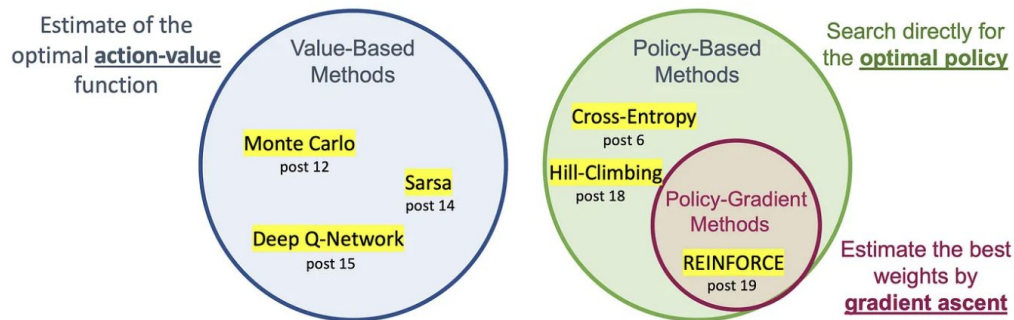 Estimate of the
optimal action-value
function
Value-Based
Methods
Monte Carlo
post 12
Sarsa
post 14
Deep Q-Network
post 15
Policy-Based
Methods
Cross-Entropy
post 6
Hill-Climbing
post 18
Policy-Gradient
Methods
REINFORCE
post 19
Search directly for
the optimal policy
Estimate the best
weights by
gradient ascent